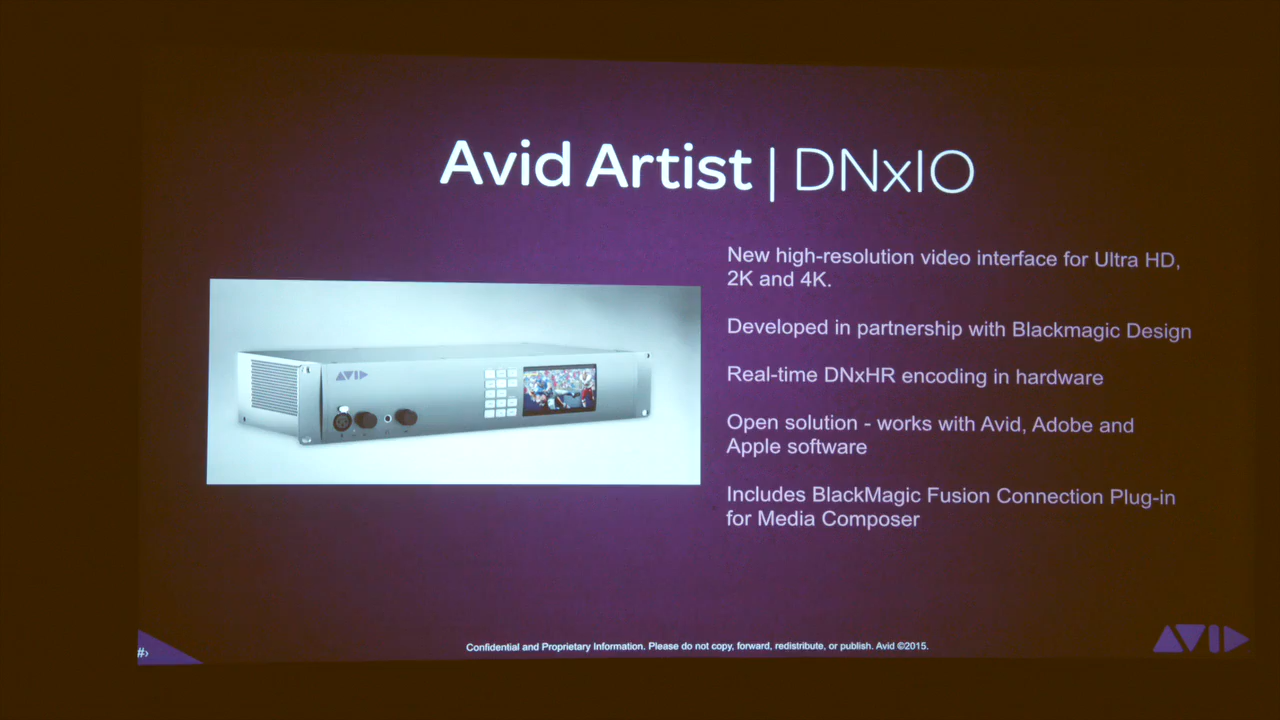 Avid Artist | DNxIO
New high-resolution video interface for Ultra HD,
2K and 4K.
Developed in partnership with Blackmagic Design
Real-time DNxHR encoding in hardware
Open solution - works with Avid, Adobe and
Apple software
Includes BlackMagic Fusion Connection Plug-in
for Media Composer
AVID
#›
Confidential and Proprietary Information. Please do not copy, forward, redistribute, or publish. Avid ©2015.
AVID